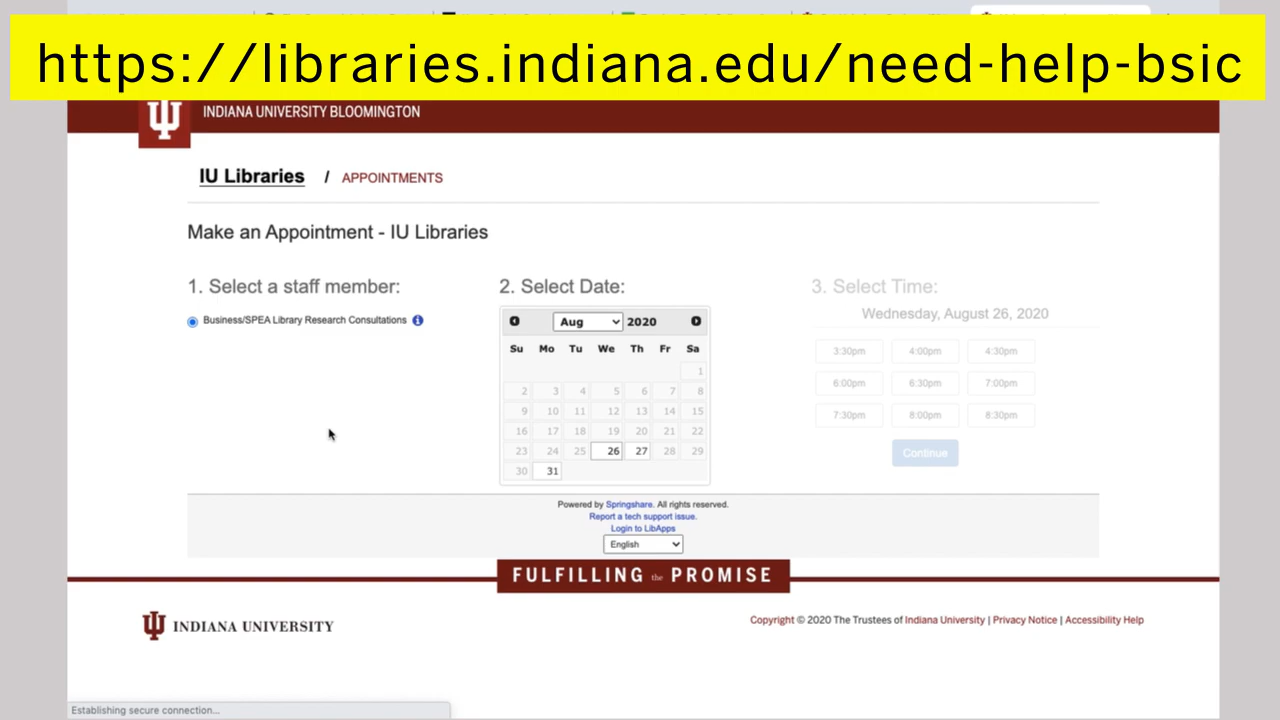 https://libraries.indiana.edu/need-help-bsic
INDIANA UNIVERSITY BLOOMINGTON
IU Libraries / APPOINTMENTS
Make an Appointment - IU Libraries
1. Select a staff member:
Business/SPEA Library Research Consultations
2. Select Date:
Aug 2020
Su Mo Tu We Th Fr Sa
1
2 3 4 5 6 7 8
9 10 11 12 13 14 15
16 17 18 19 20 21 22
23 24 25 26 27 28 29
30 31
3. Select Time:
Wednesday, August 26, 2020
3:30pm 4:00pm 4:30pm
6:00pm 6:30pm 7:00pm
7:30pm 8:00pm 8:30pm
Continue
Powered by Springshare. All rights reserved.
Report a tech support issue.
Login to LibApps
English
FULFILLING the PROMISE
INDIANA UNIVERSITY
Copyright © 2020 The Trustees of Indiana University | Privacy Notice | Accessibility Help
Establishing secure connection...